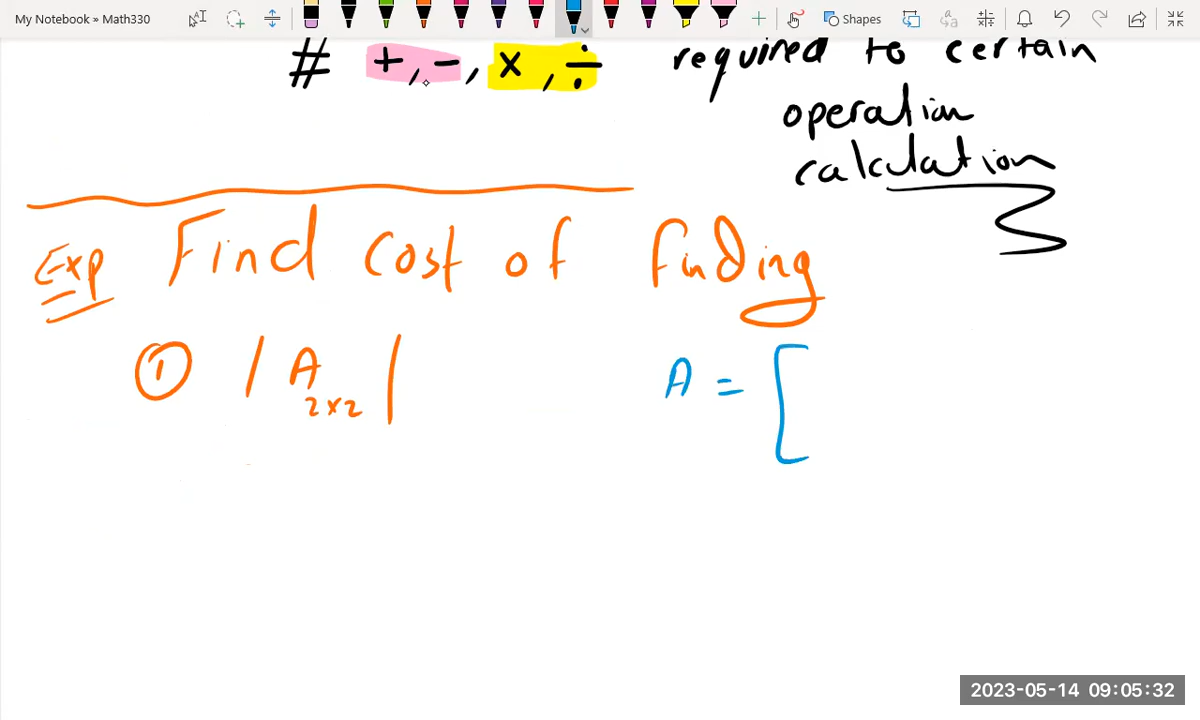 My Notebook » Math330
Shapes
# +, -, x, ÷ required to certain
operation
calculation
Exp Find cost of finding
① | A 2x2 | A = [
2023-05-14 09:05:32